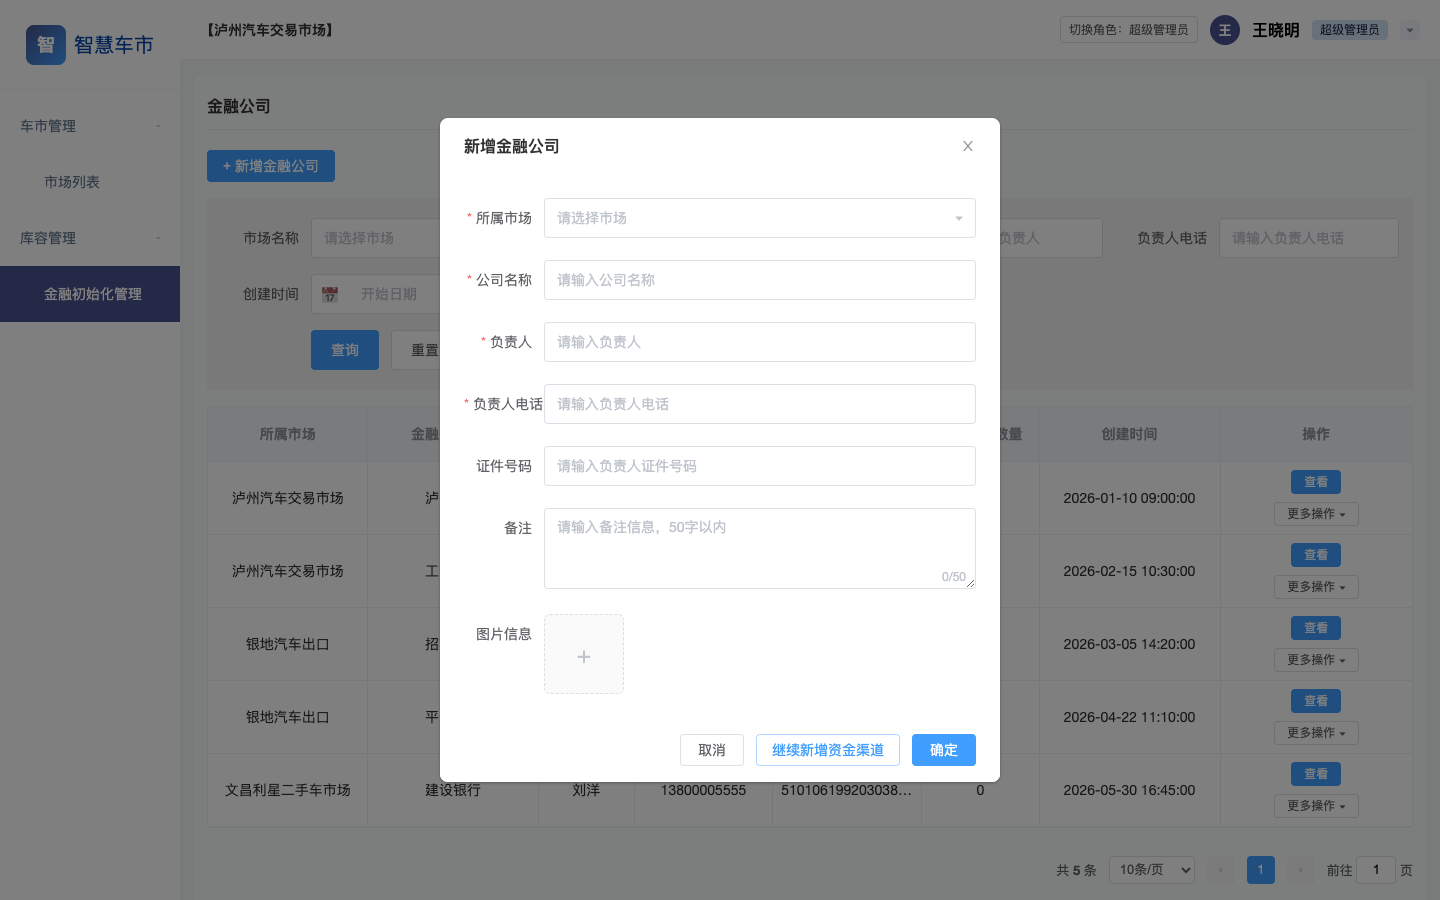 智 智慧车市
【泸州汽车交易市场】
切换角色：超级管理员
王 王晓明 超级管理员
车市管理
市场列表
库容管理
金融初始化管理
金融公司
+ 新增金融公司
市场名称 请选择市场
负责人
负责人电话 请输入负责人电话
创建时间 开始日期
查询 重置
新增金融公司
* 所属市场 请选择市场
* 公司名称 请输入公司名称
* 负责人 请输入负责人
* 负责人电话 请输入负责人电话
证件号码 请输入负责人证件号码
备注 请输入备注信息，50字以内
0/50
图片信息
+
取消 继续新增资金渠道 确定
所属市场 金融 数量 创建时间 操作
泸州汽车交易市场 泸 2026-01-10 09:00:00 查看
更多操作
泸州汽车交易市场 工 2026-02-15 10:30:00 查看
更多操作
银地汽车出口 招 2026-03-05 14:20:00 查看
更多操作
银地汽车出口 平 2026-04-22 11:10:00 查看
更多操作
文昌利星二手车市场 建设银行 刘洋 13800005555 510106199203038... 0 2026-05-30 16:45:00 查看
更多操作
共 5 条 10条/页 ‹ 1 › 前往 1 页